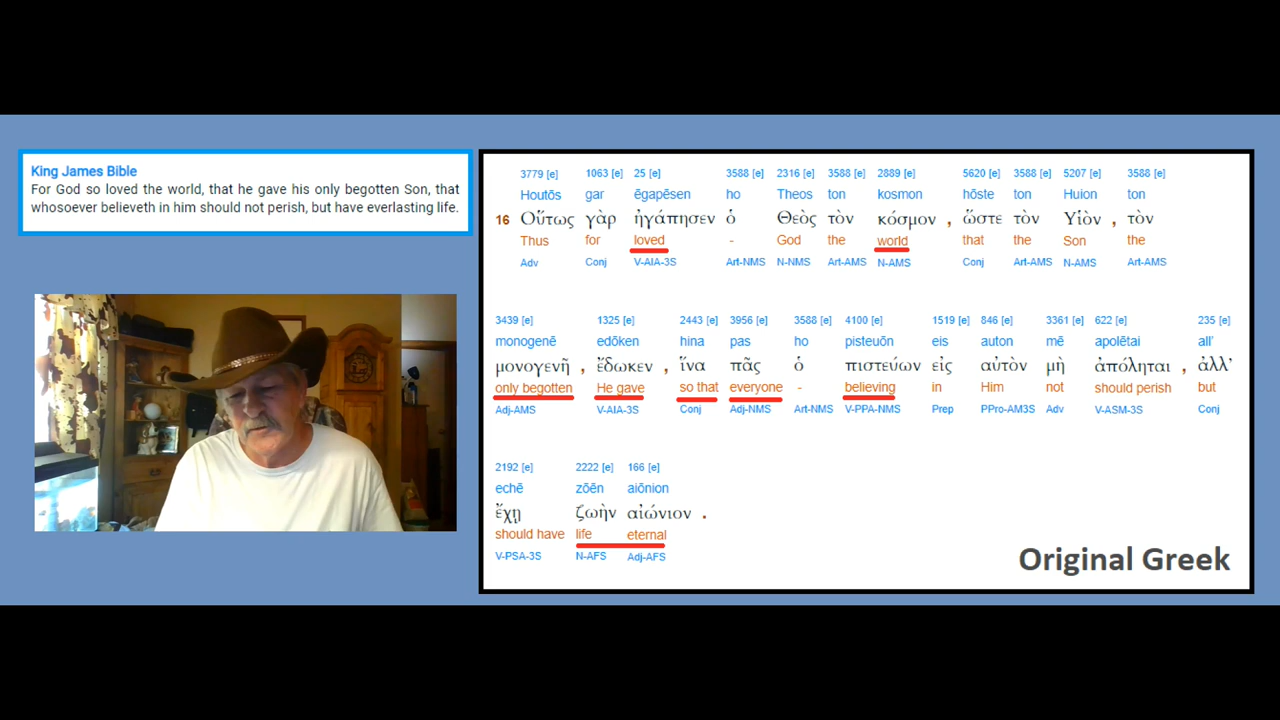 King James Bible
For God so loved the world, that he gave his only begotten Son, that
whosoever believeth in him should not perish, but have everlasting life.
3779 [e] 1063 [e] 25 [e] 3588 [e] 2316 [e] 3588 [e] 2889 [e] 5620 [e] 3588 [e] 5207 [e] 3588 [e]
Houtōs gar ēgapēsen ho Theos ton kosmon hōste ton Huion ton
16 Οὕτως γὰρ ἠγάπησεν ὁ Θεὸς τὸν κόσμον , ὥστε τὸν Υἱὸν , τὸν
Thus for loved - God the world that the Son the
Adv Conj V-AIA-3S Art-NMS N-NMS Art-AMS N-AMS Conj Art-AMS N-AMS Art-AMS
3439 [e] 1325 [e] 2443 [e] 3956 [e] 3588 [e] 4100 [e] 1519 [e] 846 [e] 3361 [e] 622 [e] 235 [e]
monogenē edōken hina pas ho pisteuōn eis auton mē apolētai all’
μονογενῆ , ἔδωκεν , ἵνα πᾶς ὁ πιστεύων εἰς αὐτὸν μὴ ἀπόληται , ἀλλ’
only begotten He gave so that everyone - believing in Him not should perish but
Adj-AMS V-AIA-3S Conj Adj-NMS Art-NMS V-PPA-NMS Prep PPro-AM3S Adv V-ASM-3S Conj
2192 [e] 2222 [e] 166 [e]
echē zōēn aiōnion
ἔχῃ ζωὴν αἰώνιον .
should have life eternal
V-PSA-3S N-AFS Adj-AFS
Original Greek